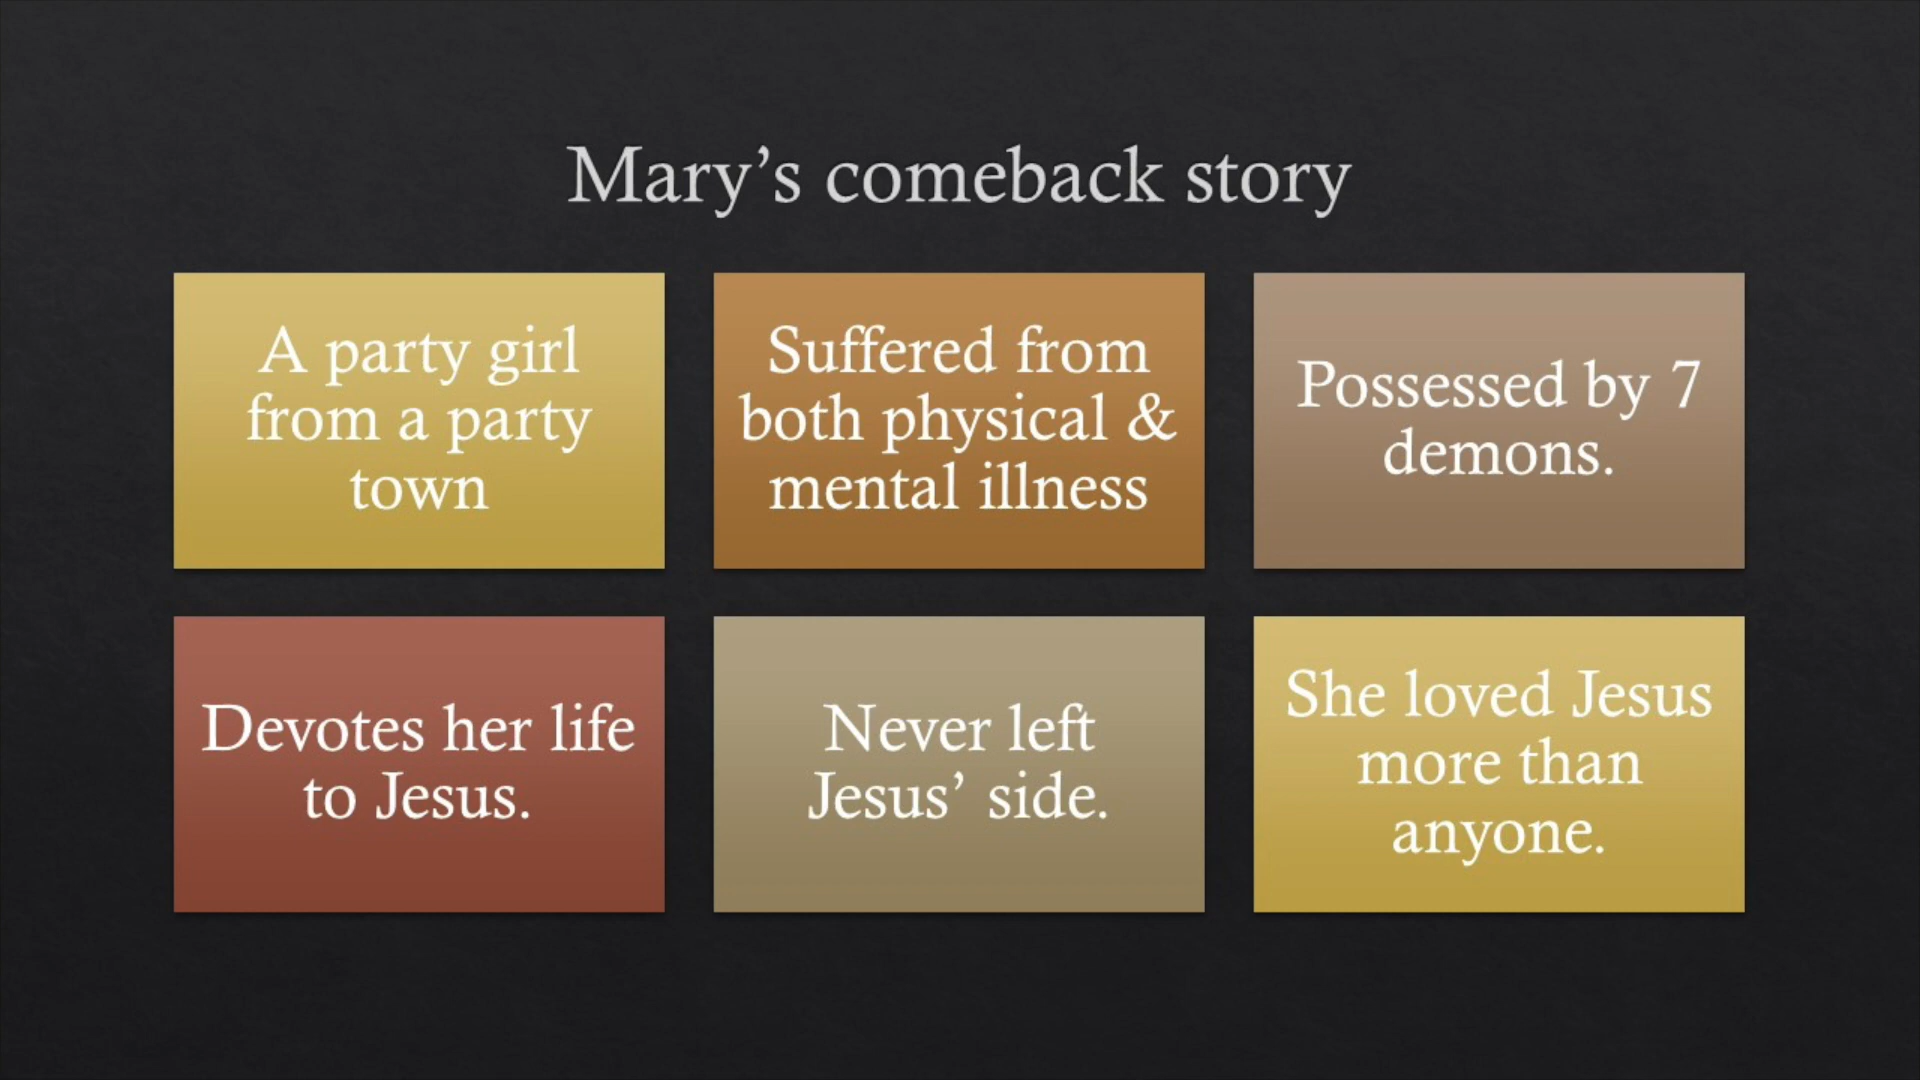 Mary’s comeback story
A party girl
from a party
town
Suffered from
both physical &
mental illness
Possessed by 7
demons.
Devotes her life
to Jesus.
Never left
Jesus’ side.
She loved Jesus
more than
anyone.